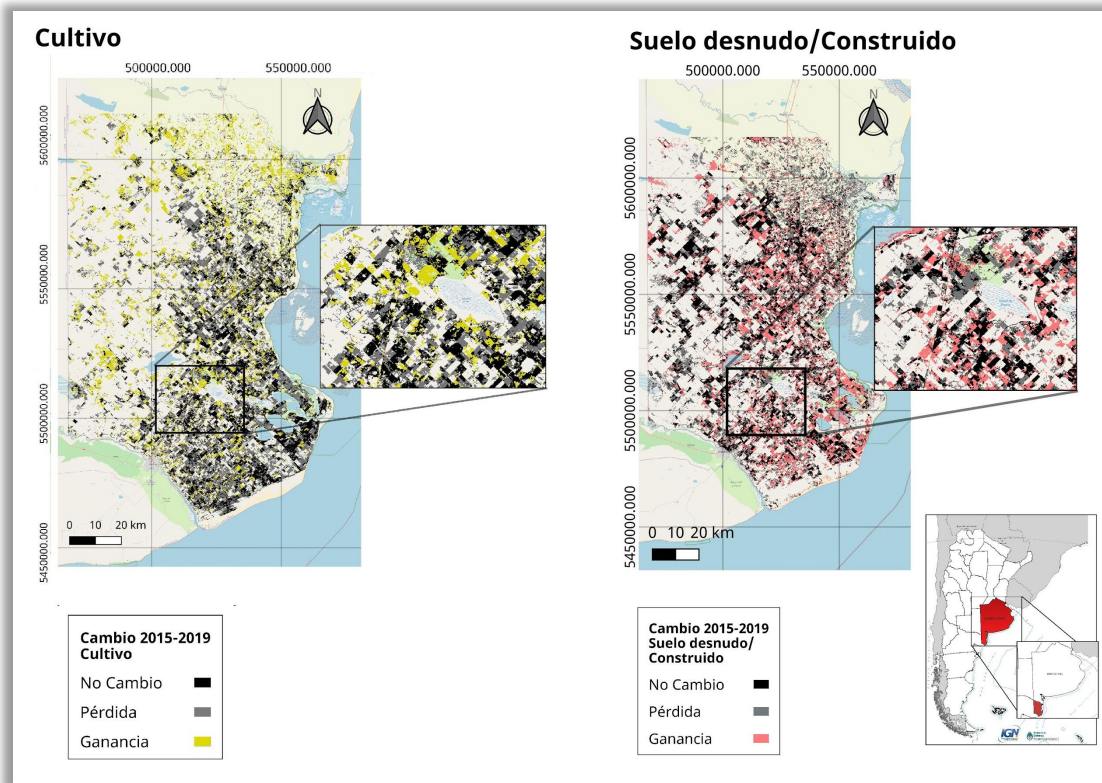 Cultivo
500000.000
550000.000
N
5600000.000
5550000.000
5500000.000
5450000.000
0 10 20 km
Cambio 2015-2019
Cultivo
No Cambio
Pérdida
Ganancia
Suelo desnudo/Construido
500000.000
550000.000
N
5600000.000
5550000.000
5500000.000
5450000.000
0 10 20 km
Cambio 2015-2019
Suelo desnudo/
Construido
No Cambio
Pérdida
Ganancia
IGN